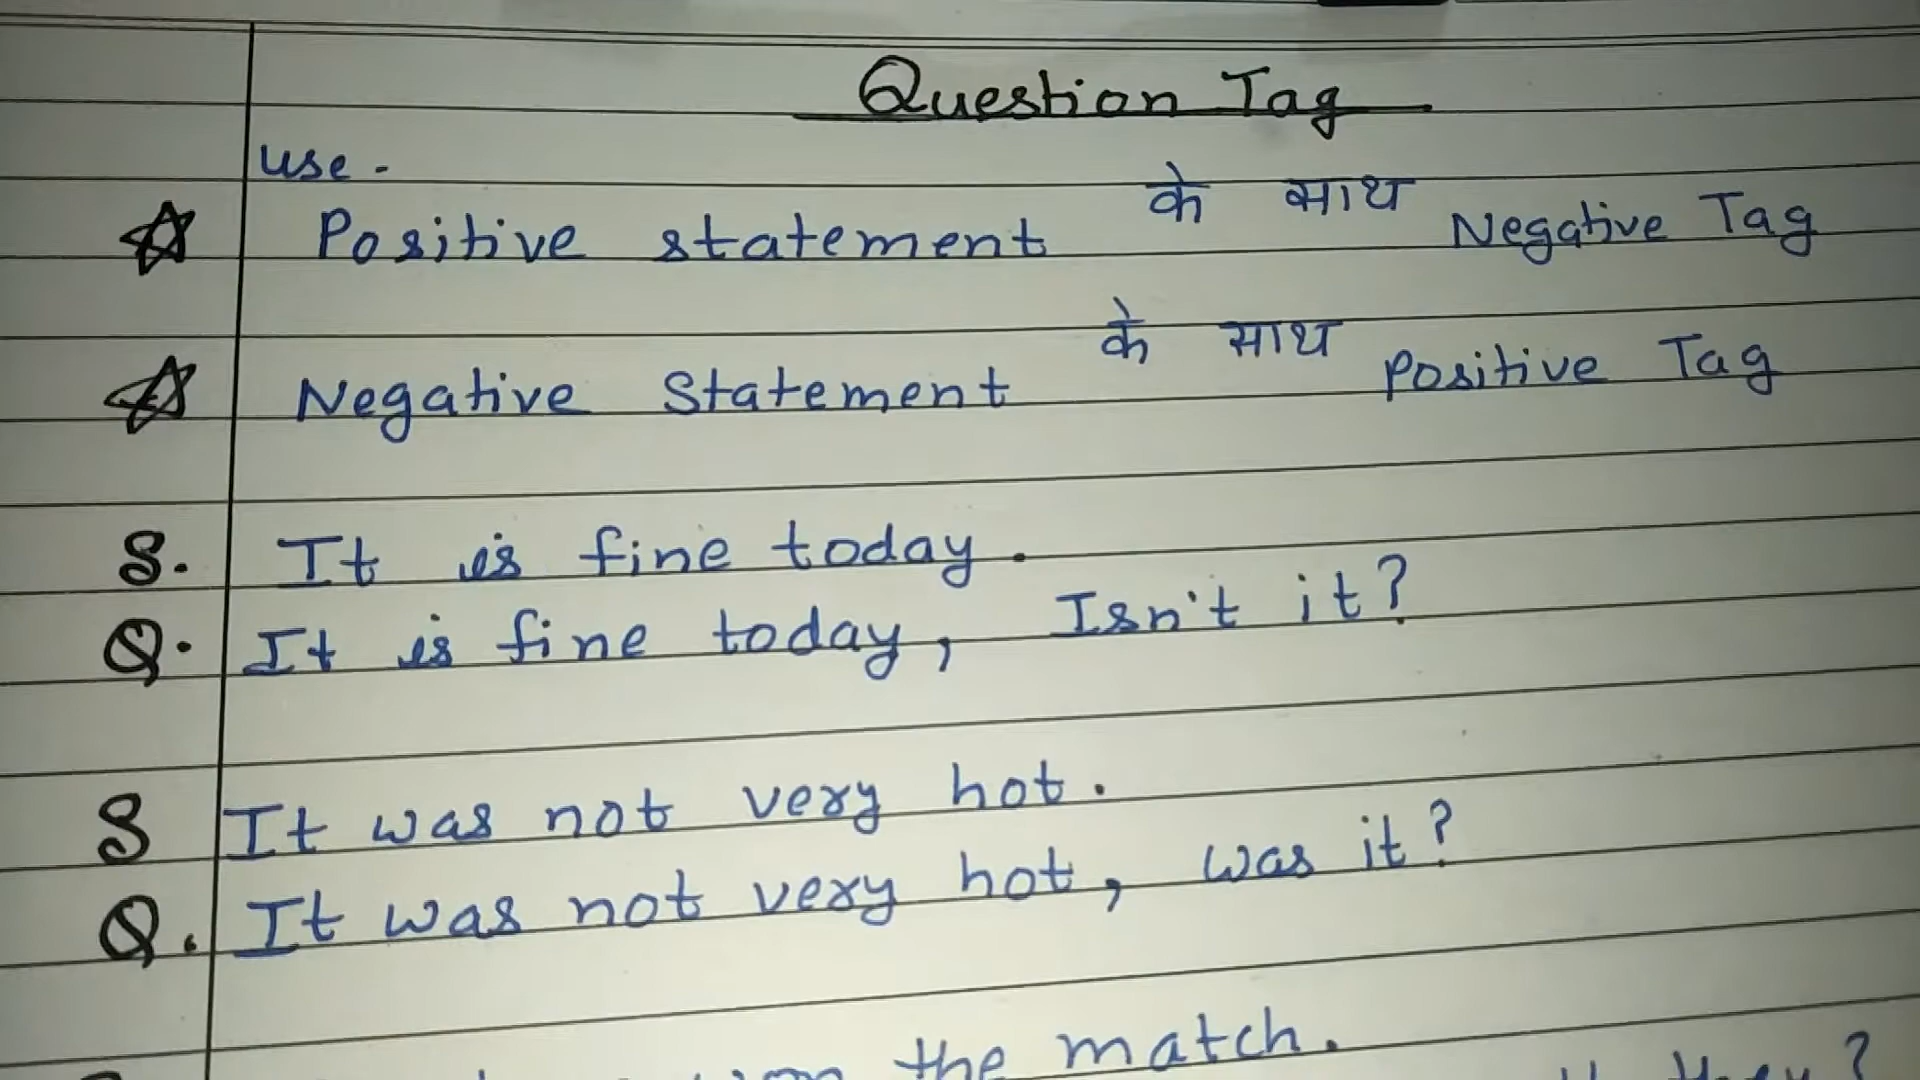 Question Tag
use -
☆ Positive statement के साथ Negative Tag
☆ Negative Statement के साथ Positive Tag
S. It is fine today.
Q. It is fine today, Isn't it?
S It was not very hot.
Q. It was not very hot, was it?
the match.
they?